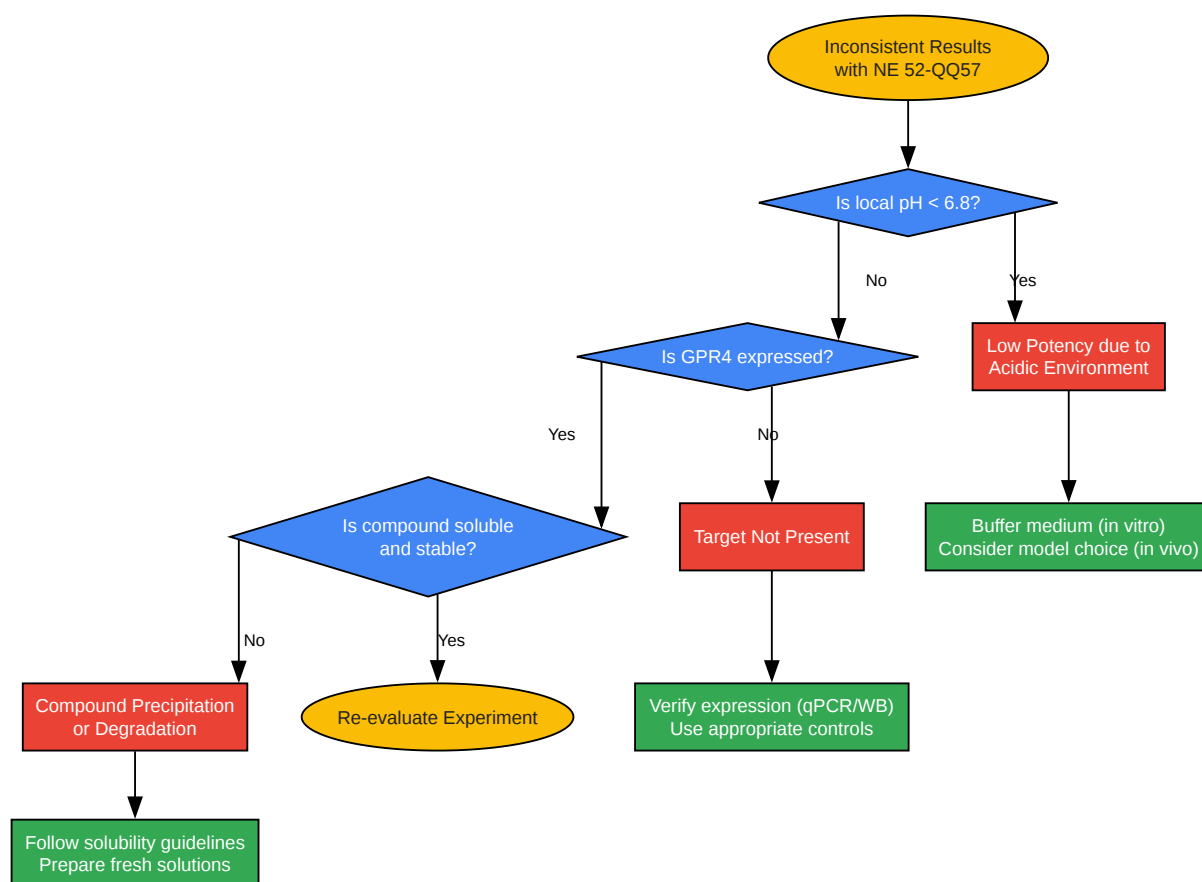 Inconsistent Results
with NE 52-QQ57
Is local pH < 6.8?
No
Yes
Is GPR4 expressed?
Low Potency due to
Acidic Environment
Yes
No
Is compound soluble
and stable?
Target Not Present
Buffer medium (in vitro)
Consider model choice (in vivo)
No
Yes
Compound Precipitation
or Degradation
Re-evaluate Experiment
Verify expression (qPCR/WB)
Use appropriate controls
Follow solubility guidelines
Prepare fresh solutions